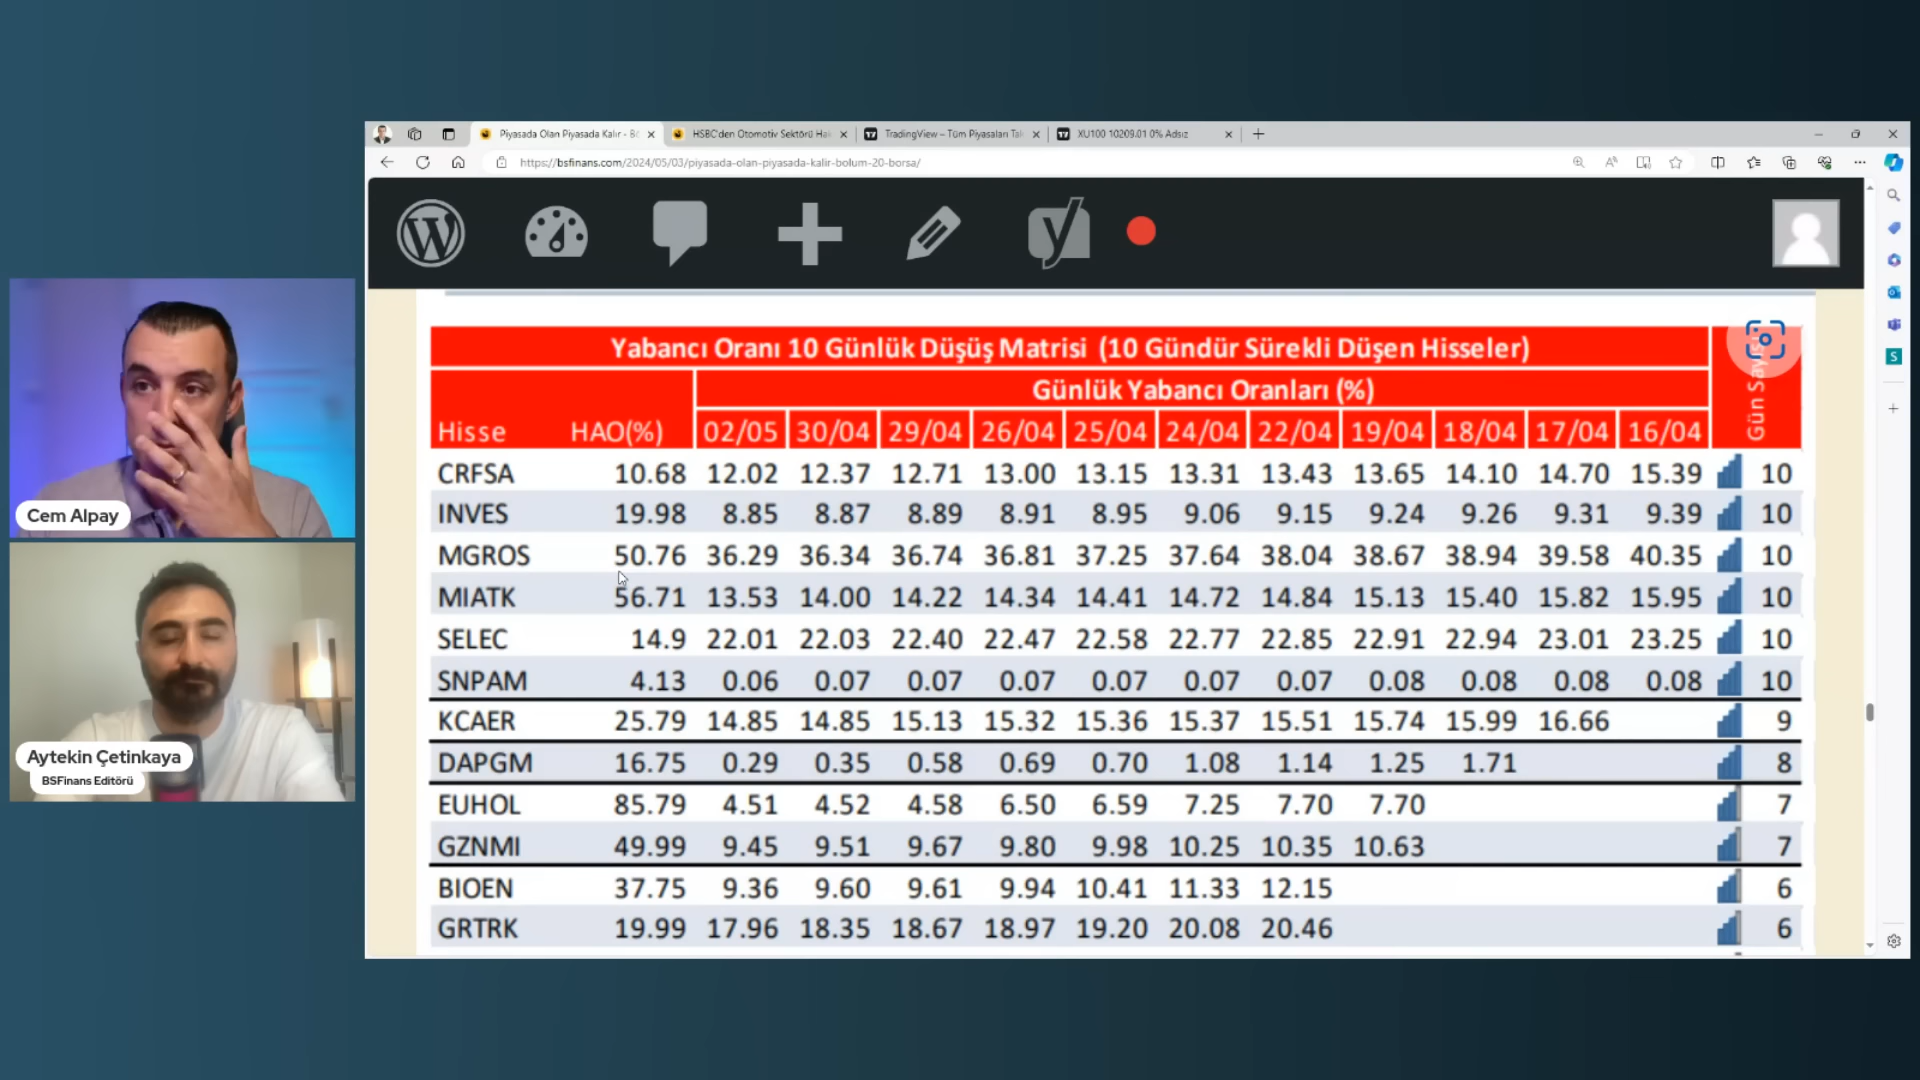 Piyasada Olan Piyasada Kalır - Bö
HSBC'den Otomotiv Sektörü Hak
TradingView – Tüm Piyasaları Tak
XU100 10209.01 0% Adsız
https://bsfinans.com/2024/05/03/piyasada-olan-piyasada-kalir-bolum-20-borsa/
Yabancı Oranı 10 Günlük Düşüş Matrisi (10 Gündür Sürekli Düşen Hisseler)
Günlük Yabancı Oranları (%)
Hisse HAO(%) 02/05 30/04 29/04 26/04 25/04 24/04 22/04 19/04 18/04 17/04 16/04
CRFSA 10.68 12.02 12.37 12.71 13.00 13.15 13.31 13.43 13.65 14.10 14.70 15.39 10
INVES 19.98 8.85 8.87 8.89 8.91 8.95 9.06 9.15 9.24 9.26 9.31 9.39 10
MGROS 50.76 36.29 36.34 36.74 36.81 37.25 37.64 38.04 38.67 38.94 39.58 40.35 10
MIATK 56.71 13.53 14.00 14.22 14.34 14.41 14.72 14.84 15.13 15.40 15.82 15.95 10
SELEC 14.9 22.01 22.03 22.40 22.47 22.58 22.77 22.85 22.91 22.94 23.01 23.25 10
SNPAM 4.13 0.06 0.07 0.07 0.07 0.07 0.07 0.07 0.08 0.08 0.08 0.08 10
KCAER 25.79 14.85 14.85 15.13 15.32 15.36 15.37 15.51 15.74 15.99 16.66 9
DAPGM 16.75 0.29 0.35 0.58 0.69 0.70 1.08 1.14 1.25 1.71 8
EUHOL 85.79 4.51 4.52 4.58 6.50 6.59 7.25 7.70 7.70 7
GZNMI 49.99 9.45 9.51 9.67 9.80 9.98 10.25 10.35 10.63 7
BIOEN 37.75 9.36 9.60 9.61 9.94 10.41 11.33 12.15 6
GRTRK 19.99 17.96 18.35 18.67 18.97 19.20 20.08 20.46 6
Cem Alpay
Aytekin Çetinkaya
BSFinans Editörü